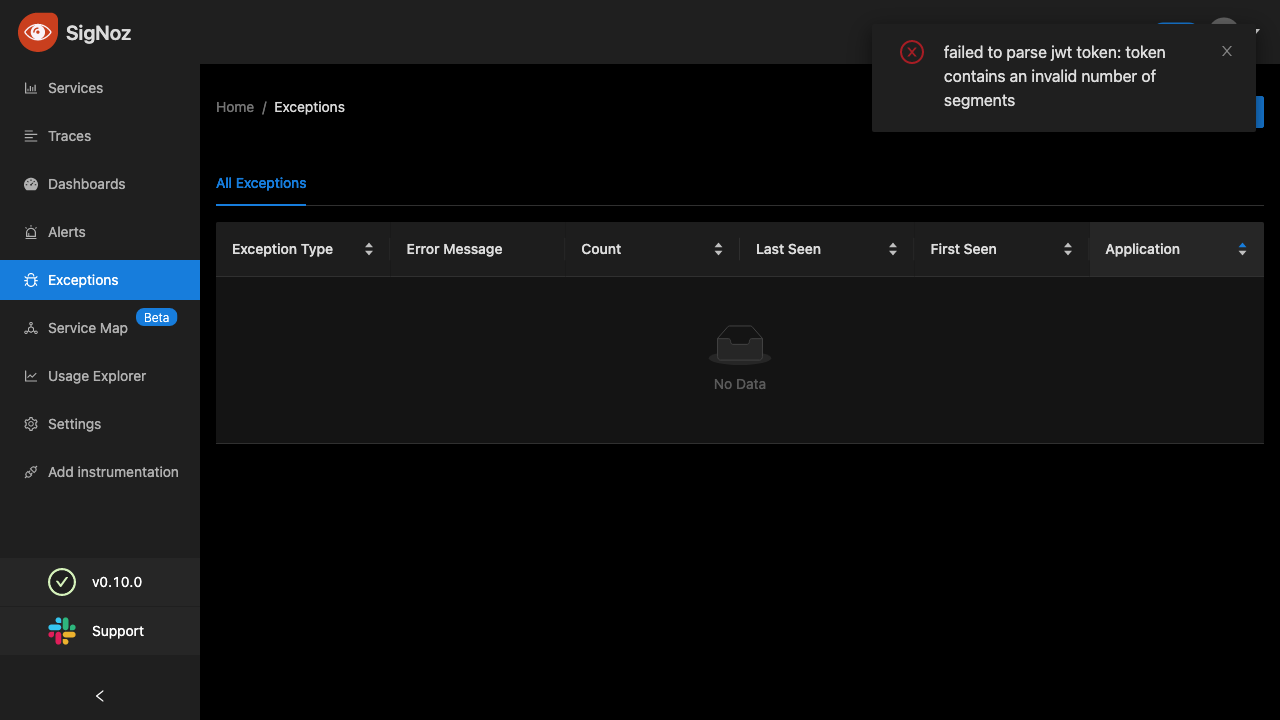 SigNoz
failed to parse jwt token: token
contains an invalid number of
segments
Services
Traces
Dashboards
Alerts
Exceptions
Service Map
Beta
Usage Explorer
Settings
Add instrumentation
v0.10.0
Support
Home / Exceptions
All Exceptions
Exception Type Error Message Count Last Seen First Seen Application
No Data